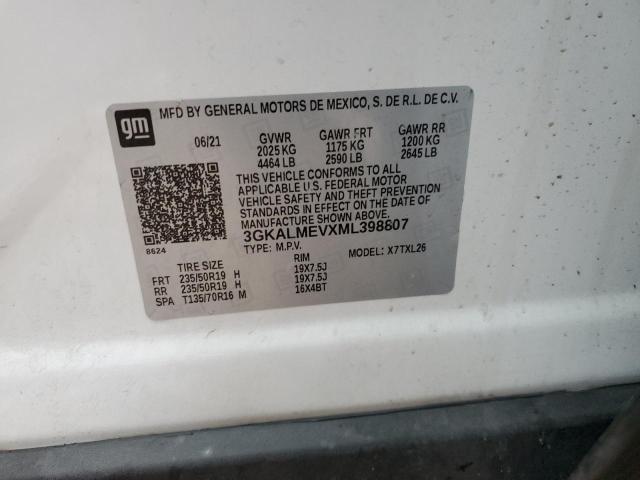 gm
MFD BY GENERAL MOTORS DE MEXICO, S. DE R.L. DE C.V.
06/21 GVWR GAWR FRT GAWR RR
2025 KG 1175 KG 1200 KG
4464 LB 2590 LB 2645 LB
THIS VEHICLE CONFORMS TO ALL
APPLICABLE U.S. FEDERAL MOTOR
VEHICLE SAFETY AND THEFT PREVENTION
STANDARDS IN EFFECT ON THE DATE OF
MANUFACTURE SHOWN ABOVE.
8624 3GKALMEVXML398807
TYPE: M.P.V. MODEL: X7TXL26
TIRE SIZE RIM
FRT 235/50R19 H 19X7.5J
RR 235/50R19 H 19X7.5J
SPA T135/70R16 M 16X4BT